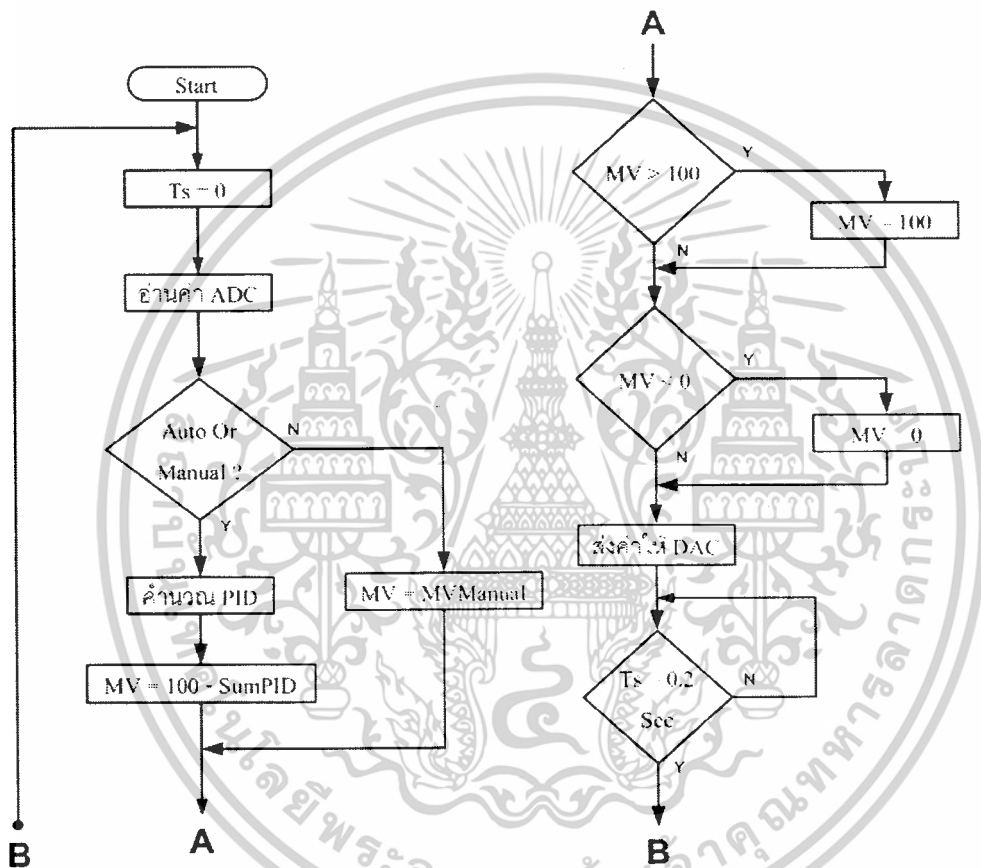 Start
Ts = 0
อ่านค่า ADC
Auto Or
Manual ?
N
Y
คำนวณ PID
MV = MVManual
MV = 100 - SumPID
A
B
A
MV > 100
Y
MV = 100
N
MV < 0
Y
MV = 0
N
ส่งค่าให้ DAC
Ts = 0.2
Sec
N
Y
B